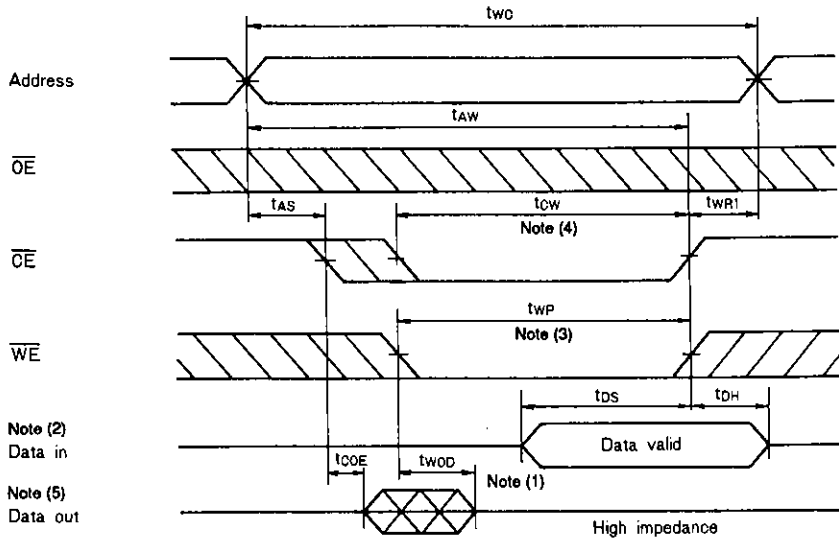 tWC
Address
tAW
OE
tAS
tCW
tWR1
Note (4)
CE
tWP
Note (3)
WE
tDS
tDH
Note (2)
Data in
Data valid
tCOE
tWOD
Note (1)
Note (5)
Data out
High impedance